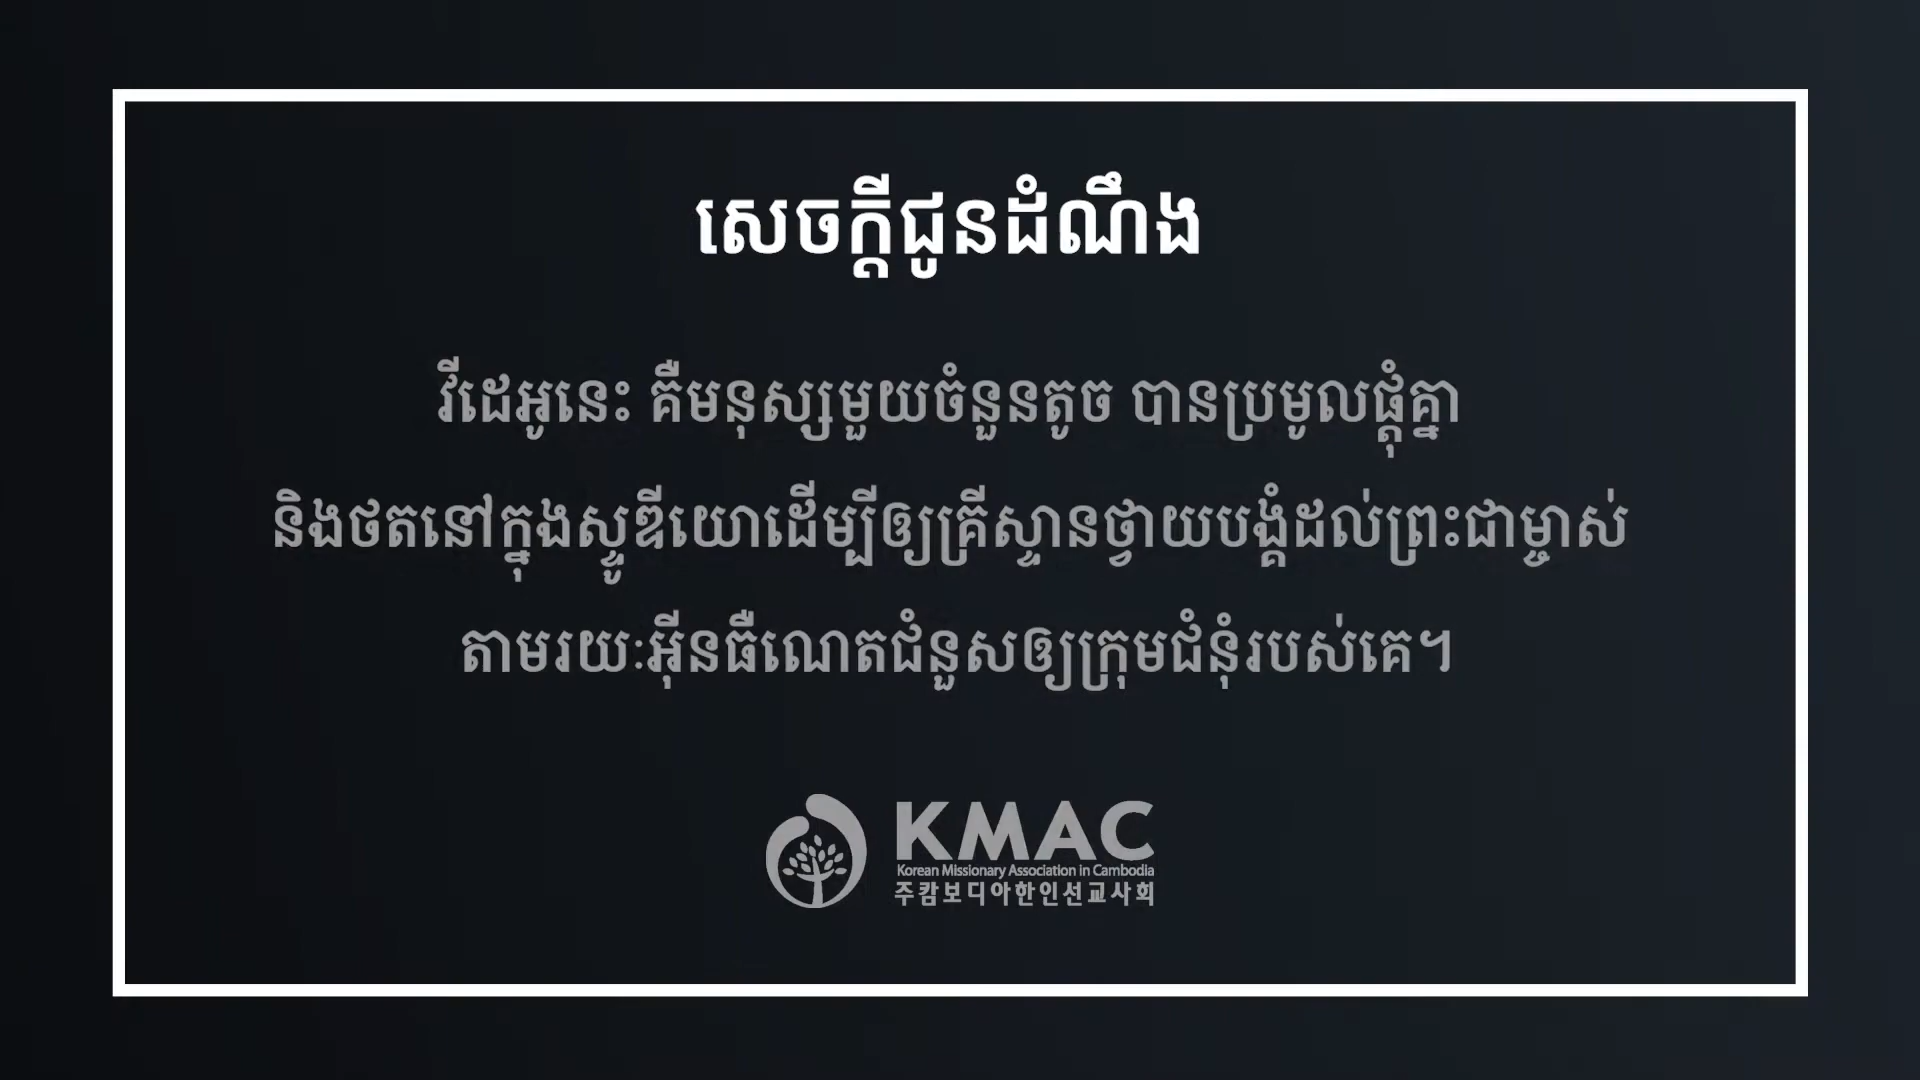 សេចក្តីជូនដំណឹង
វីដេអូនេះ គឺមនុស្សមួយចំនួនតូច បានប្រមូលផ្តុំគ្នា
និងថតនៅក្នុងស្ទូឌីយោដើម្បីឲ្យគ្រីស្ទានថ្វាយបង្គំដល់ព្រះជាម្ចាស់
តាមរយៈអ៊ីនធឺណេតជំនួសឲ្យក្រុមជំនុំរបស់គេ។
KMAC
Korean Missionary Association in Cambodia
주캄보디아한인선교사회